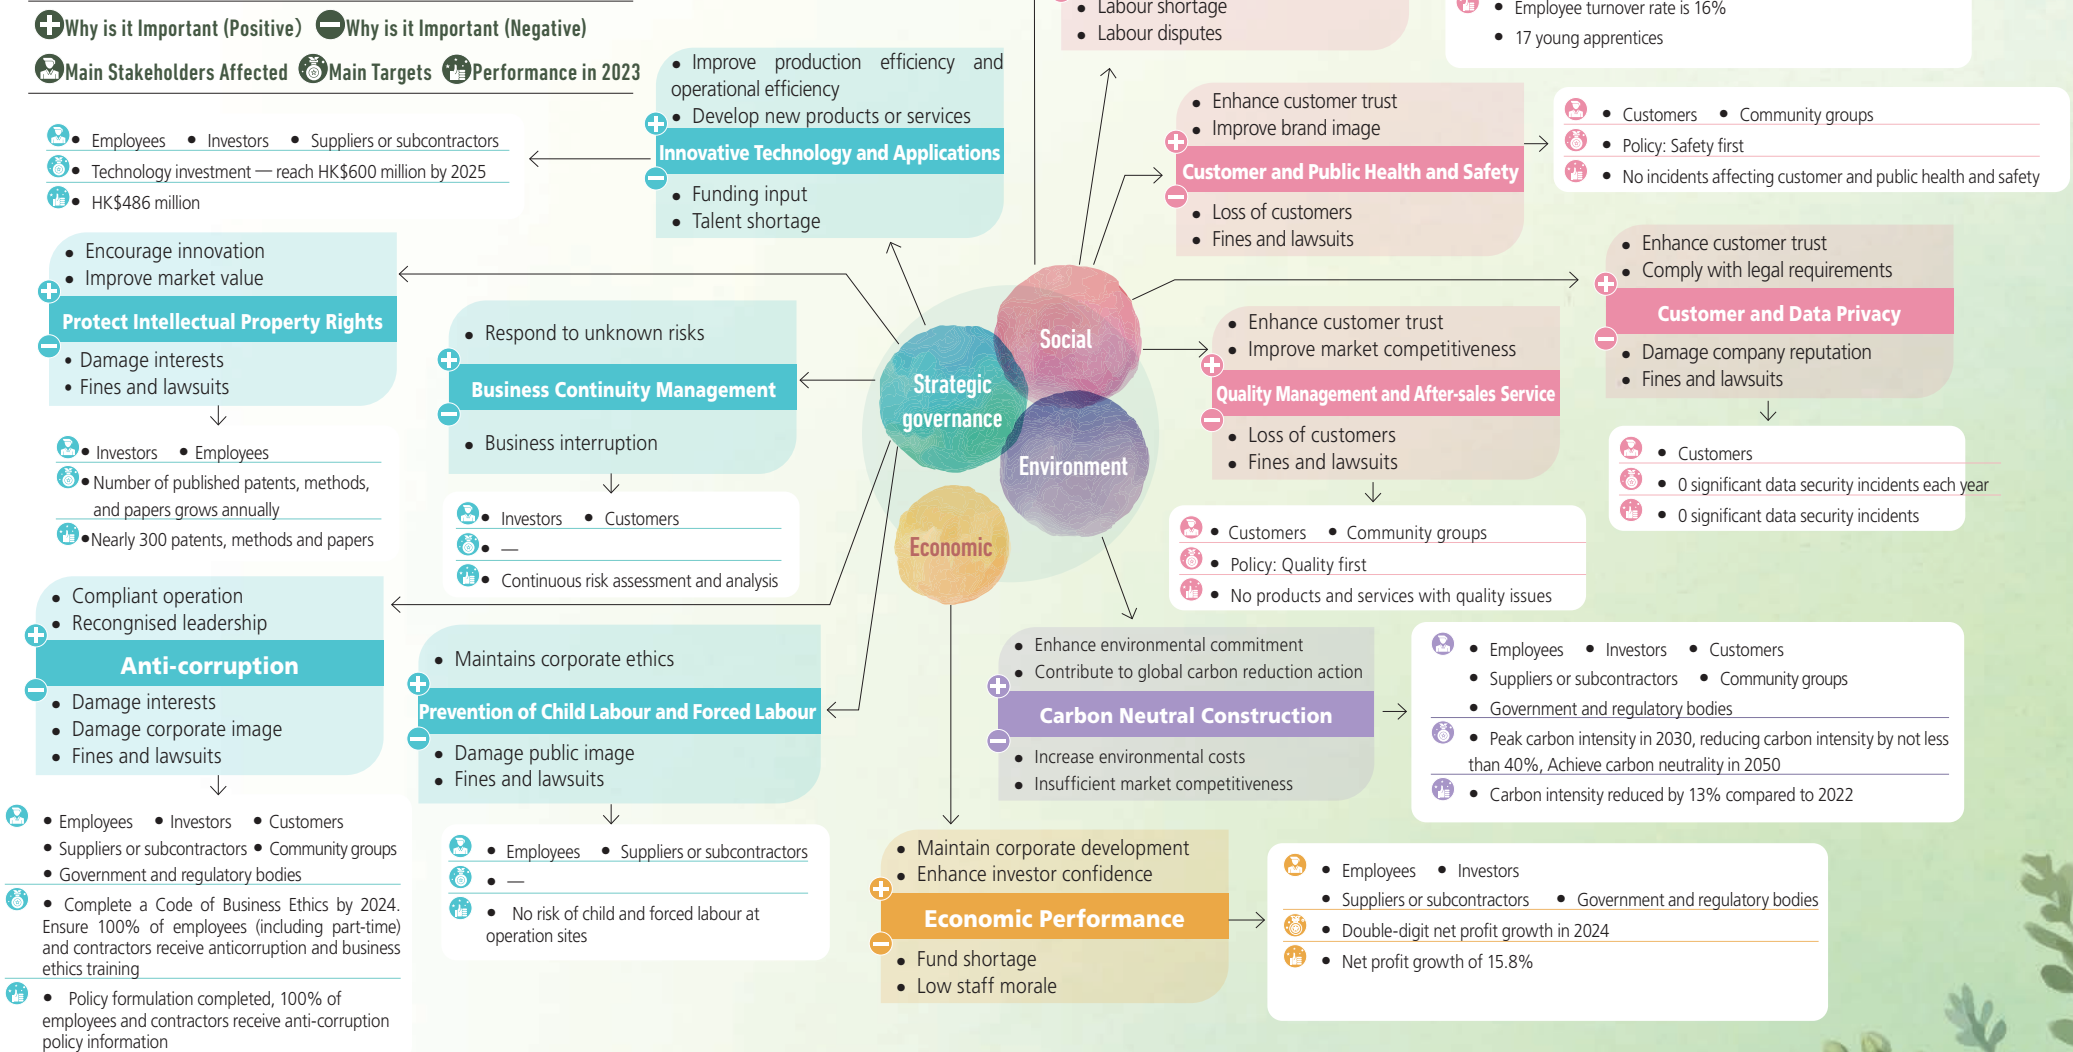 Why is it Important (Positive)
Why is it Important (Negative)
Main Stakeholders Affected
Main Targets
Performance in 2023
• Improve production efficiency and
operational efficiency
• Develop new products or services
Innovative Technology and Applications
• Funding input
• Talent shortage
• Employees • Investors • Suppliers or subcontractors
• Technology investment — reach HK$600 million by 2025
• HK$486 million
• Encourage innovation
• Improve market value
Protect Intellectual Property Rights
• Damage interests
• Fines and lawsuits
• Investors • Employees
• Number of published patents, methods,
and papers grows annually
• Nearly 300 patents, methods and papers
• Respond to unknown risks
Business Continuity Management
• Business interruption
• Investors • Customers
• —
• Continuous risk assessment and analysis
• Compliant operation
• Recongnised leadership
Anti-corruption
• Damage interests
• Damage corporate image
• Fines and lawsuits
• Employees • Investors • Customers
• Suppliers or subcontractors • Community groups
• Government and regulatory bodies
• Complete a Code of Business Ethics by 2024.
Ensure 100% of employees (including part-time)
and contractors receive anticorruption and business
ethics training
• Policy formulation completed, 100% of
employees and contractors receive anti-corruption
policy information
• Maintains corporate ethics
Prevention of Child Labour and Forced Labour
• Damage public image
• Fines and lawsuits
• Employees • Suppliers or subcontractors
• —
• No risk of child and forced labour at
operation sites
Strategic
governance
Social
Environment
Economic
• Labour shortage
• Labour disputes
• Employee turnover rate is 16%
• 17 young apprentices
• Enhance customer trust
• Improve brand image
Customer and Public Health and Safety
• Loss of customers
• Fines and lawsuits
• Customers • Community groups
• Policy: Safety first
• No incidents affecting customer and public health and safety
• Enhance customer trust
• Comply with legal requirements
Customer and Data Privacy
• Damage company reputation
• Fines and lawsuits
• Customers
• 0 significant data security incidents each year
• 0 significant data security incidents
• Enhance customer trust
• Improve market competitiveness
Quality Management and After-sales Service
• Loss of customers
• Fines and lawsuits
• Customers • Community groups
• Policy: Quality first
• No products and services with quality issues
• Enhance environmental commitment
• Contribute to global carbon reduction action
Carbon Neutral Construction
• Increase environmental costs
• Insufficient market competitiveness
• Employees • Investors • Customers
• Suppliers or subcontractors • Community groups
• Government and regulatory bodies
• Peak carbon intensity in 2030, reducing carbon intensity by not less
than 40%, Achieve carbon neutrality in 2050
• Carbon intensity reduced by 13% compared to 2022
• Maintain corporate development
• Enhance investor confidence
Economic Performance
• Fund shortage
• Low staff morale
• Employees • Investors
• Suppliers or subcontractors • Government and regulatory bodies
• Double-digit net profit growth in 2024
• Net profit growth of 15.8%